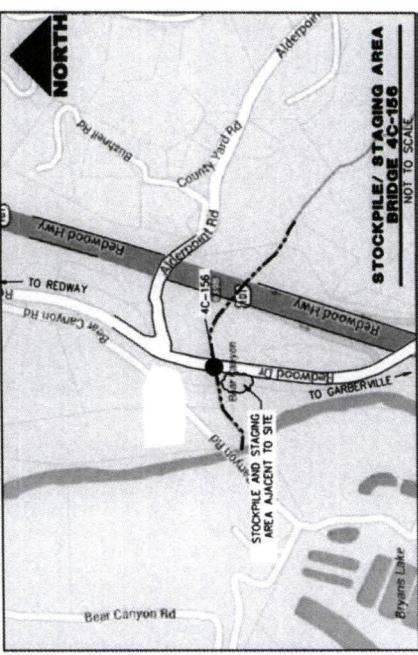 NORTH
Alderpoint
Bushnell Rd
County Yard Rd
101
Redwood Hwy
Alderpoint Rd
STOCKPILE/ STAGING AREA
BRIDGE 4C-156
NOT TO SCALE
TO REDWAY
Bear Canyon Rd
4C-156
101
Redwood Hwy
Bear Canyon
Redwood Dr
TO GARBERVILLE
STOCKPILE AND STAGING
AREA AJACENT TO SITE
Canyon Rd
Bear Canyon Rd
Bryans Lake